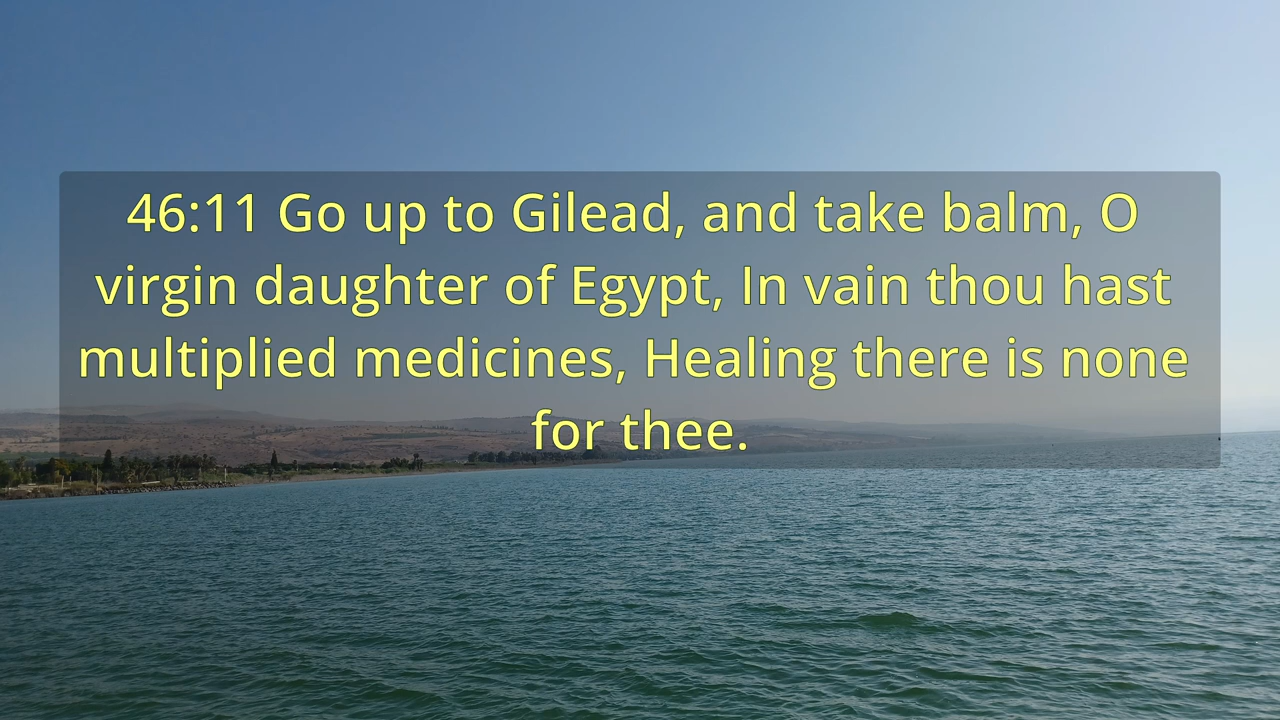 46:11 Go up to Gilead, and take balm, O
virgin daughter of Egypt, In vain thou hast
multiplied medicines, Healing there is none
for thee.